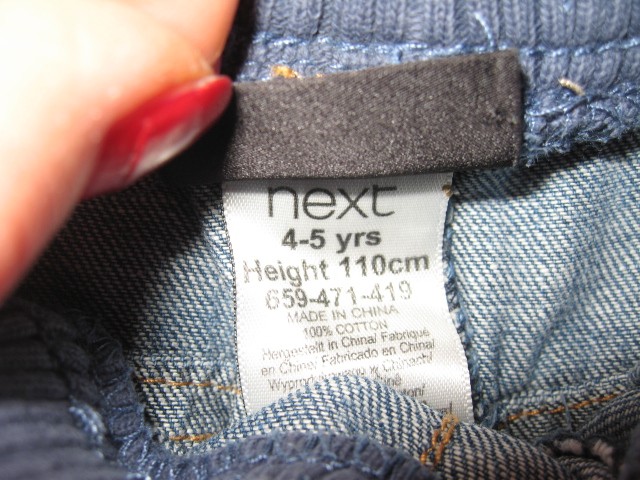 next
4-5 yrs
Height 110cm
659-471-419
MADE IN CHINA
100% COTTON
Hergestellt in China/ Fabriqué
en Chine/ Fabricado en China/